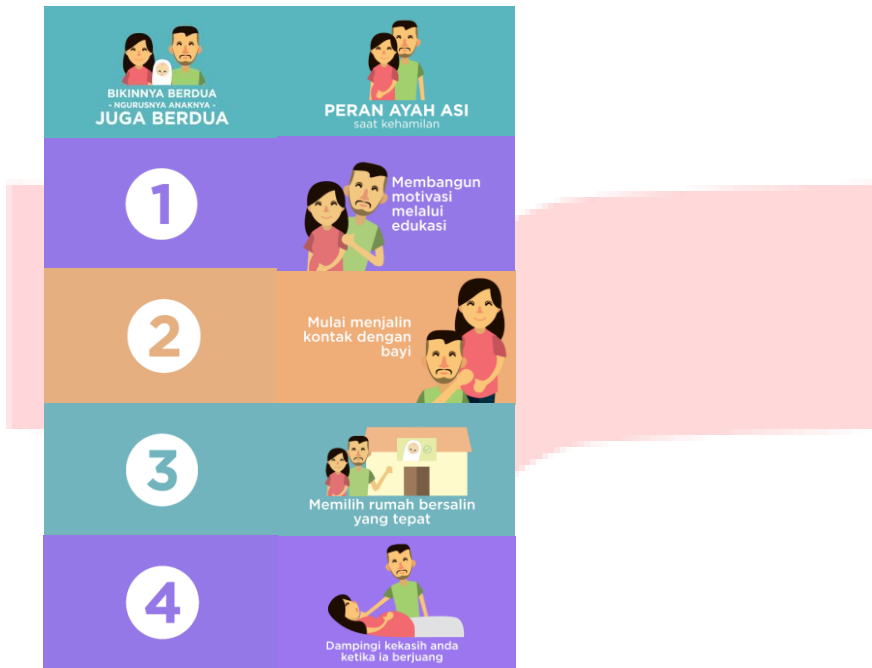 BIKINNYA BERDUA
- NGURUSNYA ANAKNYA -
JUGA BERDUA
PERAN AYAH ASI
saat kehamilan
1
Membangun
motivasi
melalui
edukasi
2
Mulai menjalin
kontak dengan
bayi
3
Memilih rumah bersalin
yang tepat
4
Dampingi kekasih anda
ketika ia berjuang